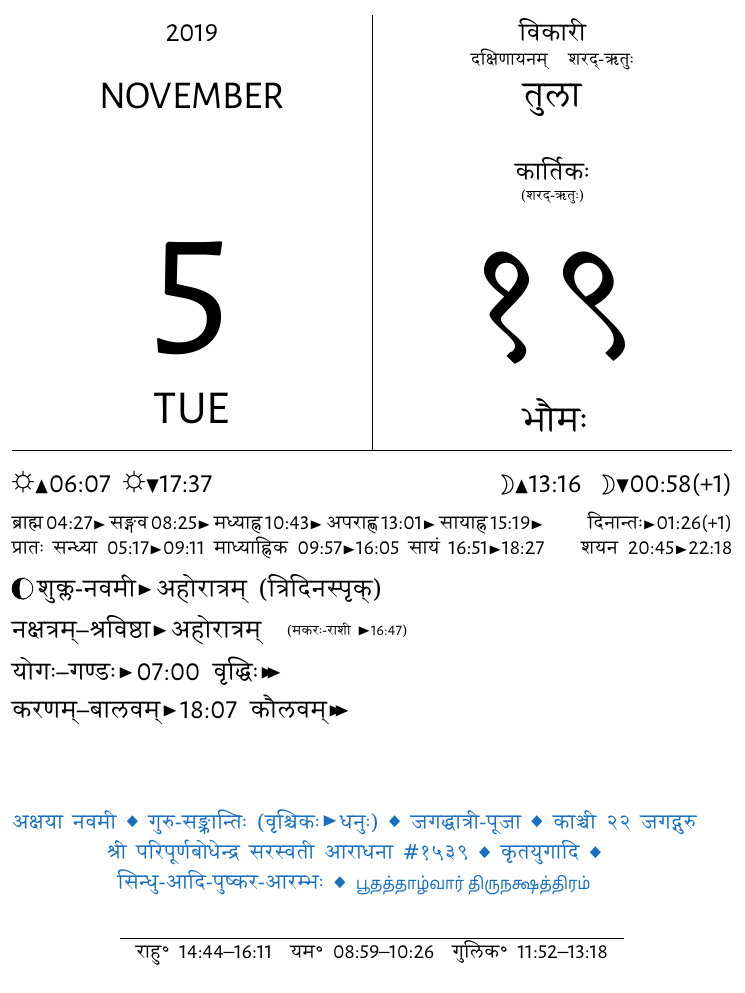 2019
NOVEMBER
5
TUE
विकारी
दक्षिणायनम् शरद्-ऋतुः
तुला
कार्तिकः
(शरद्-ऋतुः)
१९
भौमः
☼▲06:07 ☼▼17:37 ☽▲13:16 ☽▼00:58(+1)
ब्राह्म 04:27► सङ्गव 08:25► मध्याह्न 10:43► अपराह्ण 13:01► सायाह्न 15:19► दिनान्तः►01:26(+1)
प्रातः सन्ध्या 05:17►09:11 माध्याह्निक 09:57►16:05 सायं 16:51►18:27 शयन 20:45►22:18
शुक्ल-नवमी► अहोरात्रम् (त्रिदिनस्पृक्)
नक्षत्रम्–श्रविष्ठा► अहोरात्रम् (मकरः-राशी ►16:47)
योगः–गण्डः►07:00 वृद्धिः►►
करणम्–बालवम्►18:07 कौलवम्►►
अक्षया नवमी ◆ गुरु-सङ्क्रान्तिः (वृश्चिकः►धनुः) ◆ जगद्धात्री-पूजा ◆ काञ्ची २२ जगद्गुरु
श्री परिपूर्णबोधेन्द्र सरस्वती आराधना #१५३९ ◆ कृतयुगादि ◆
सिन्धु-आदि-पुष्कर-आरम्भः ◆ பூதத்தாழ்வார் திருநக்ஷத்திரம்
राहु॰ 14:44–16:11 यम॰ 08:59–10:26 गुलिक॰ 11:52–13:18